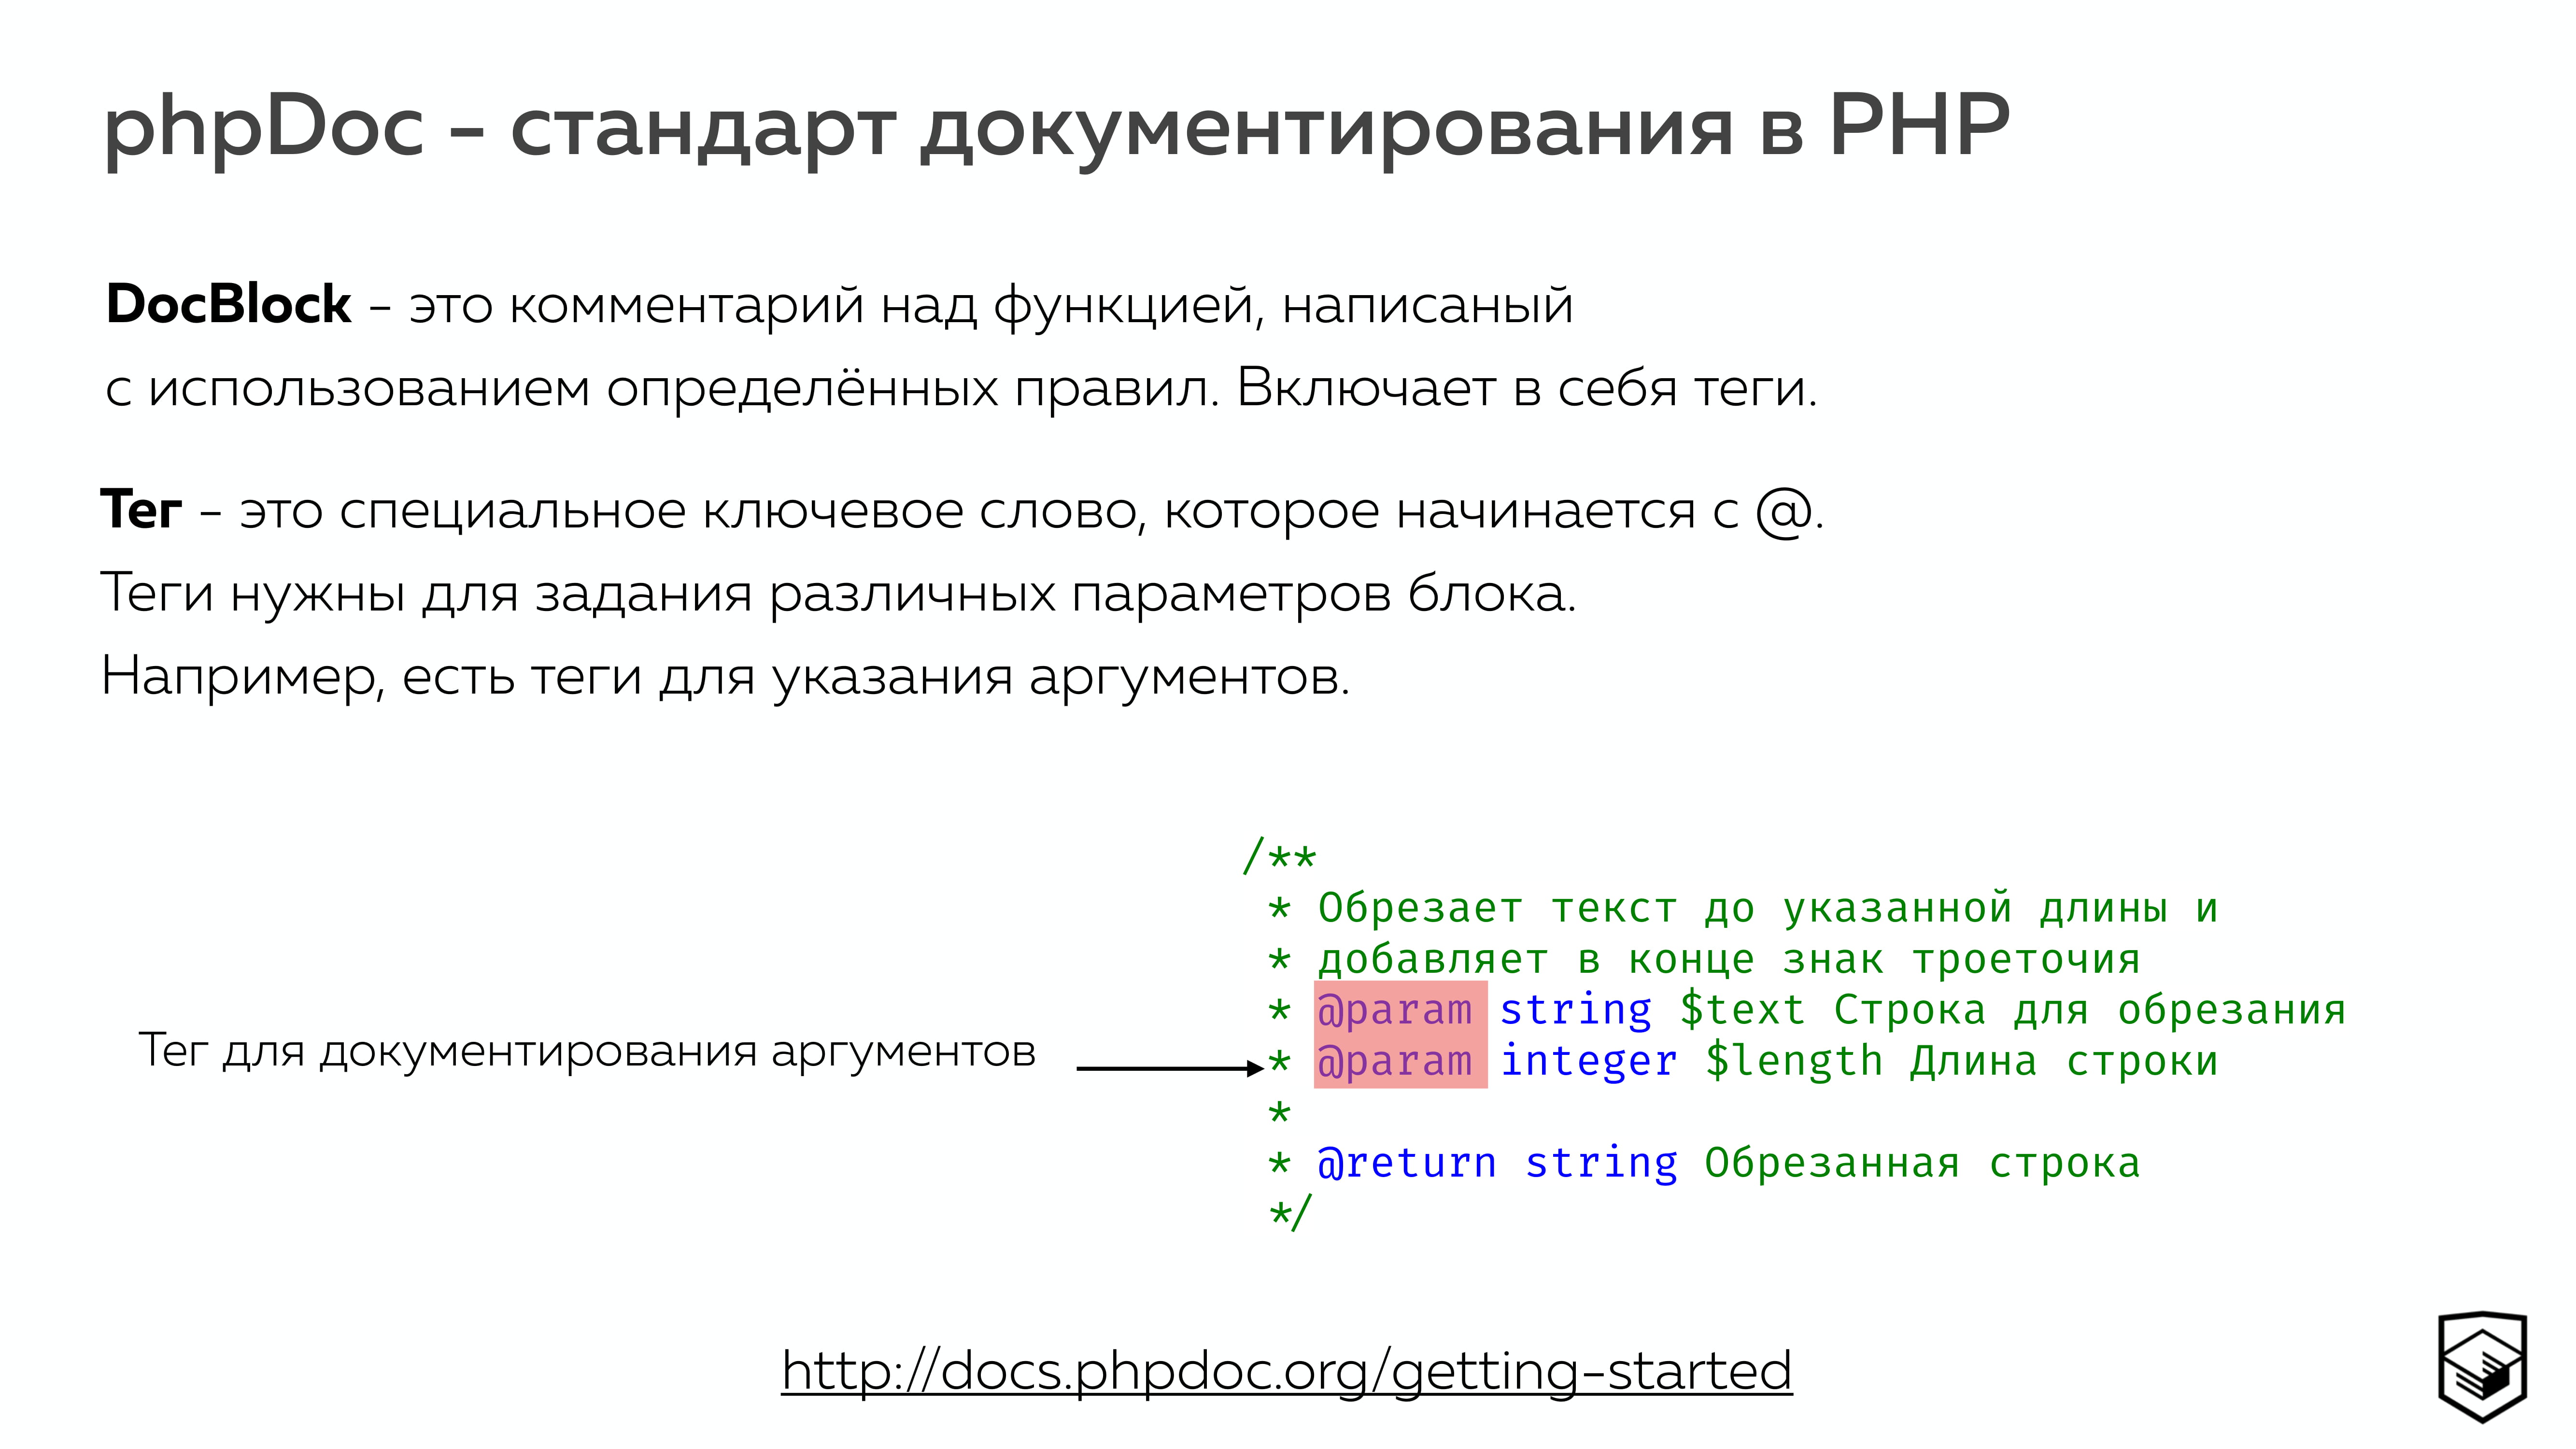 phpDoc - стандарт документирования в PHP
DocBlock - это комментарий над функцией, написаный
с использованием определённых правил. Включает в себя теги.
Тег - это специальное ключевое слово, которое начинается с @.
Теги нужны для задания различных параметров блока.
Например, есть теги для указания аргументов.
Тег для документирования аргументов
/**
* Обрезает текст до указанной длины и
* добавляет в конце знак троеточия
* @param string $text Строка для обрезания
* @param integer $length Длина строки
*
* @return string Обрезанная строка
*/
http://docs.phpdoc.org/getting-started